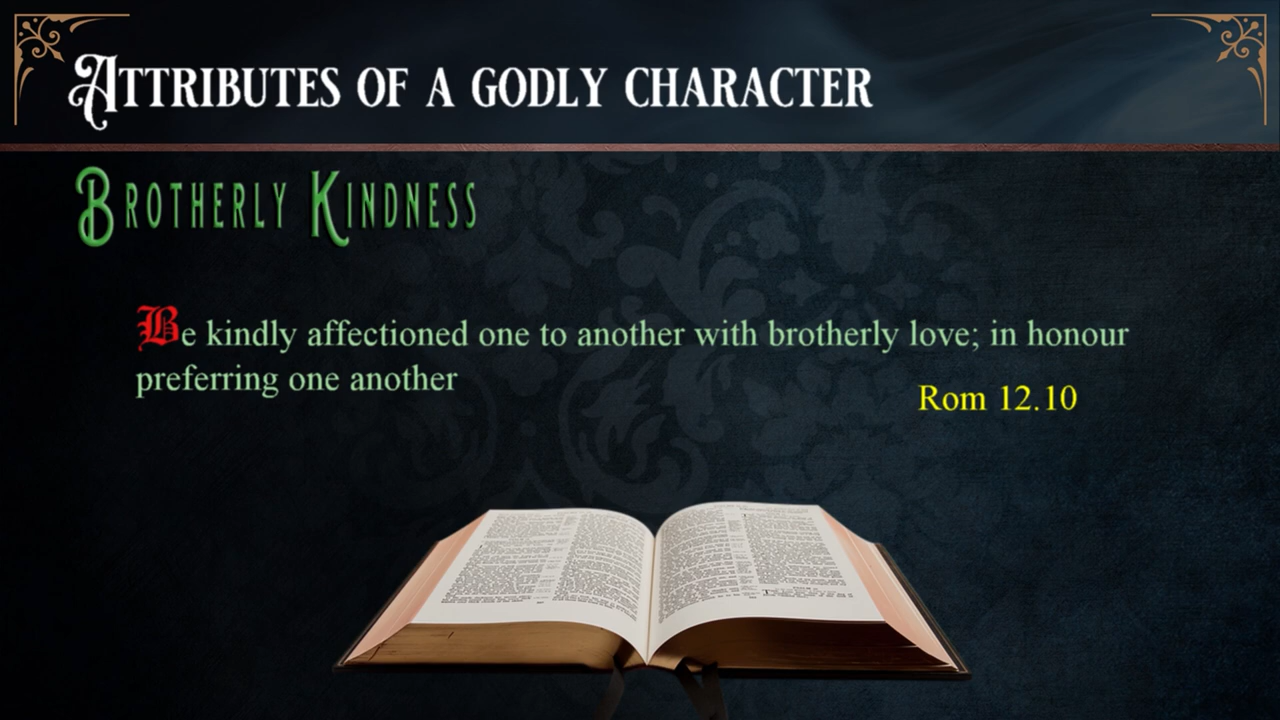 Attributes of a godly character
Brotherly Kindness
Be kindly affectioned one to another with brotherly love; in honour
preferring one another
Rom 12.10